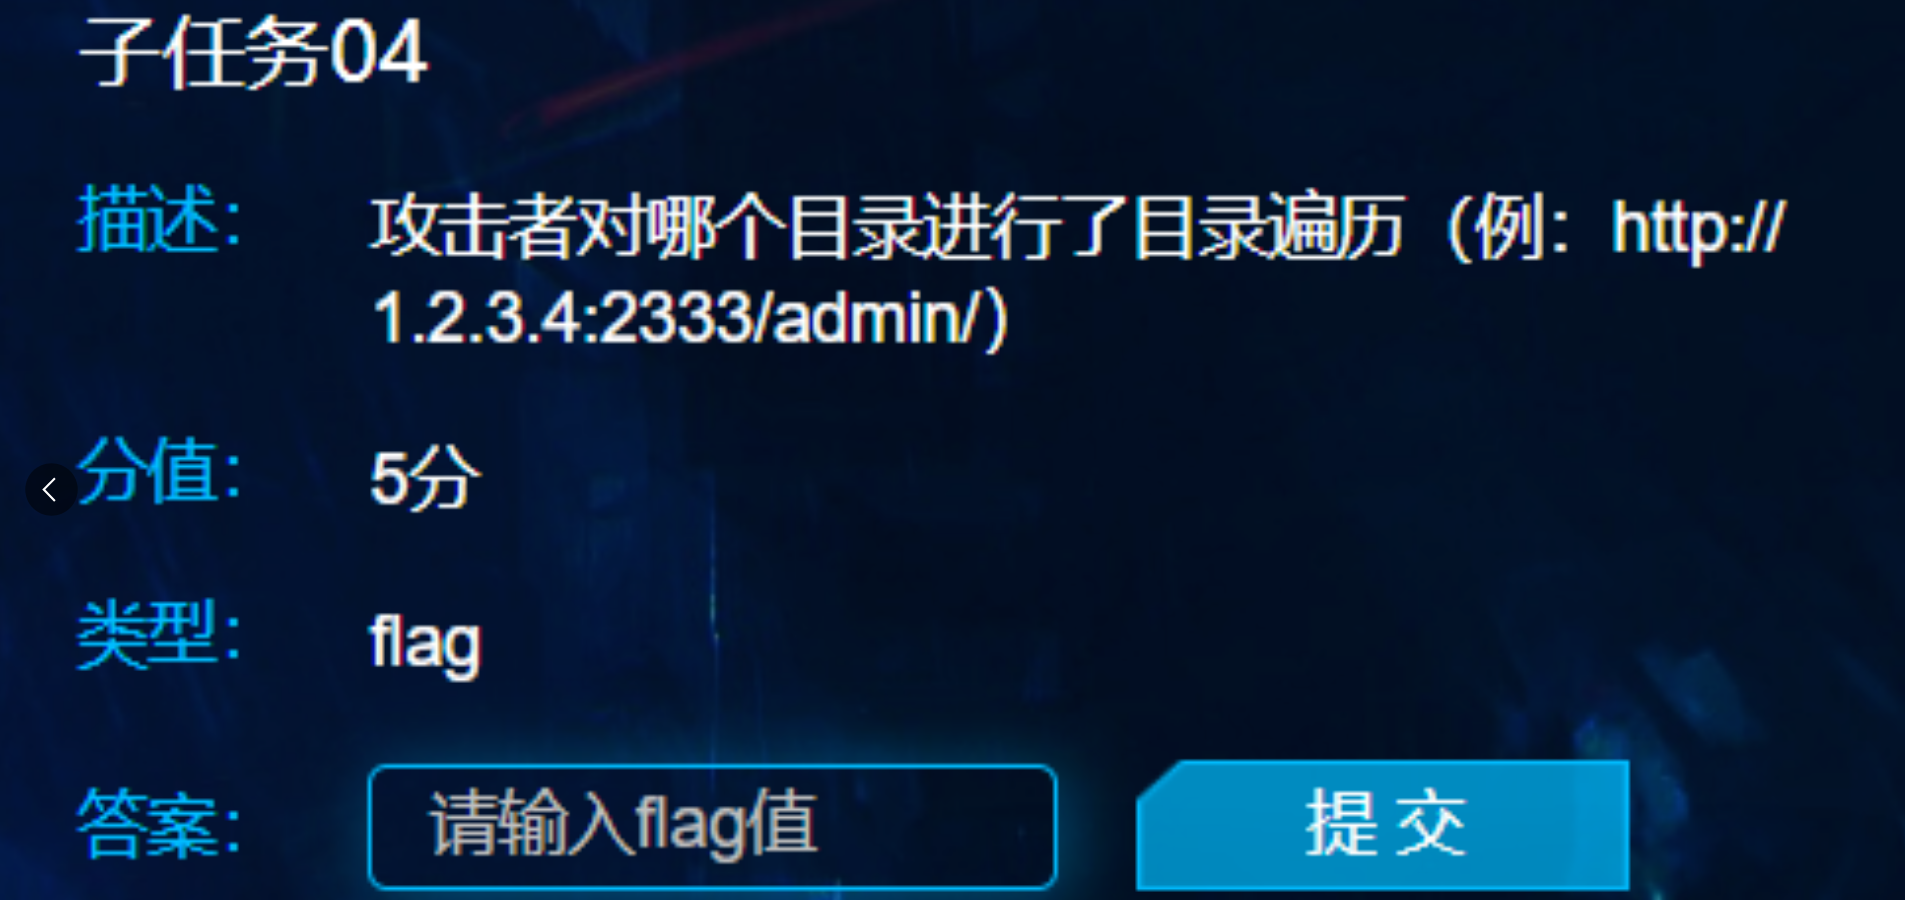 子任务04
描述： 攻击者对哪个目录进行了目录遍历（例：http://
1.2.3.4:2333/admin/）
分值： 5分
类型： flag
答案： 请输入flag值 提交